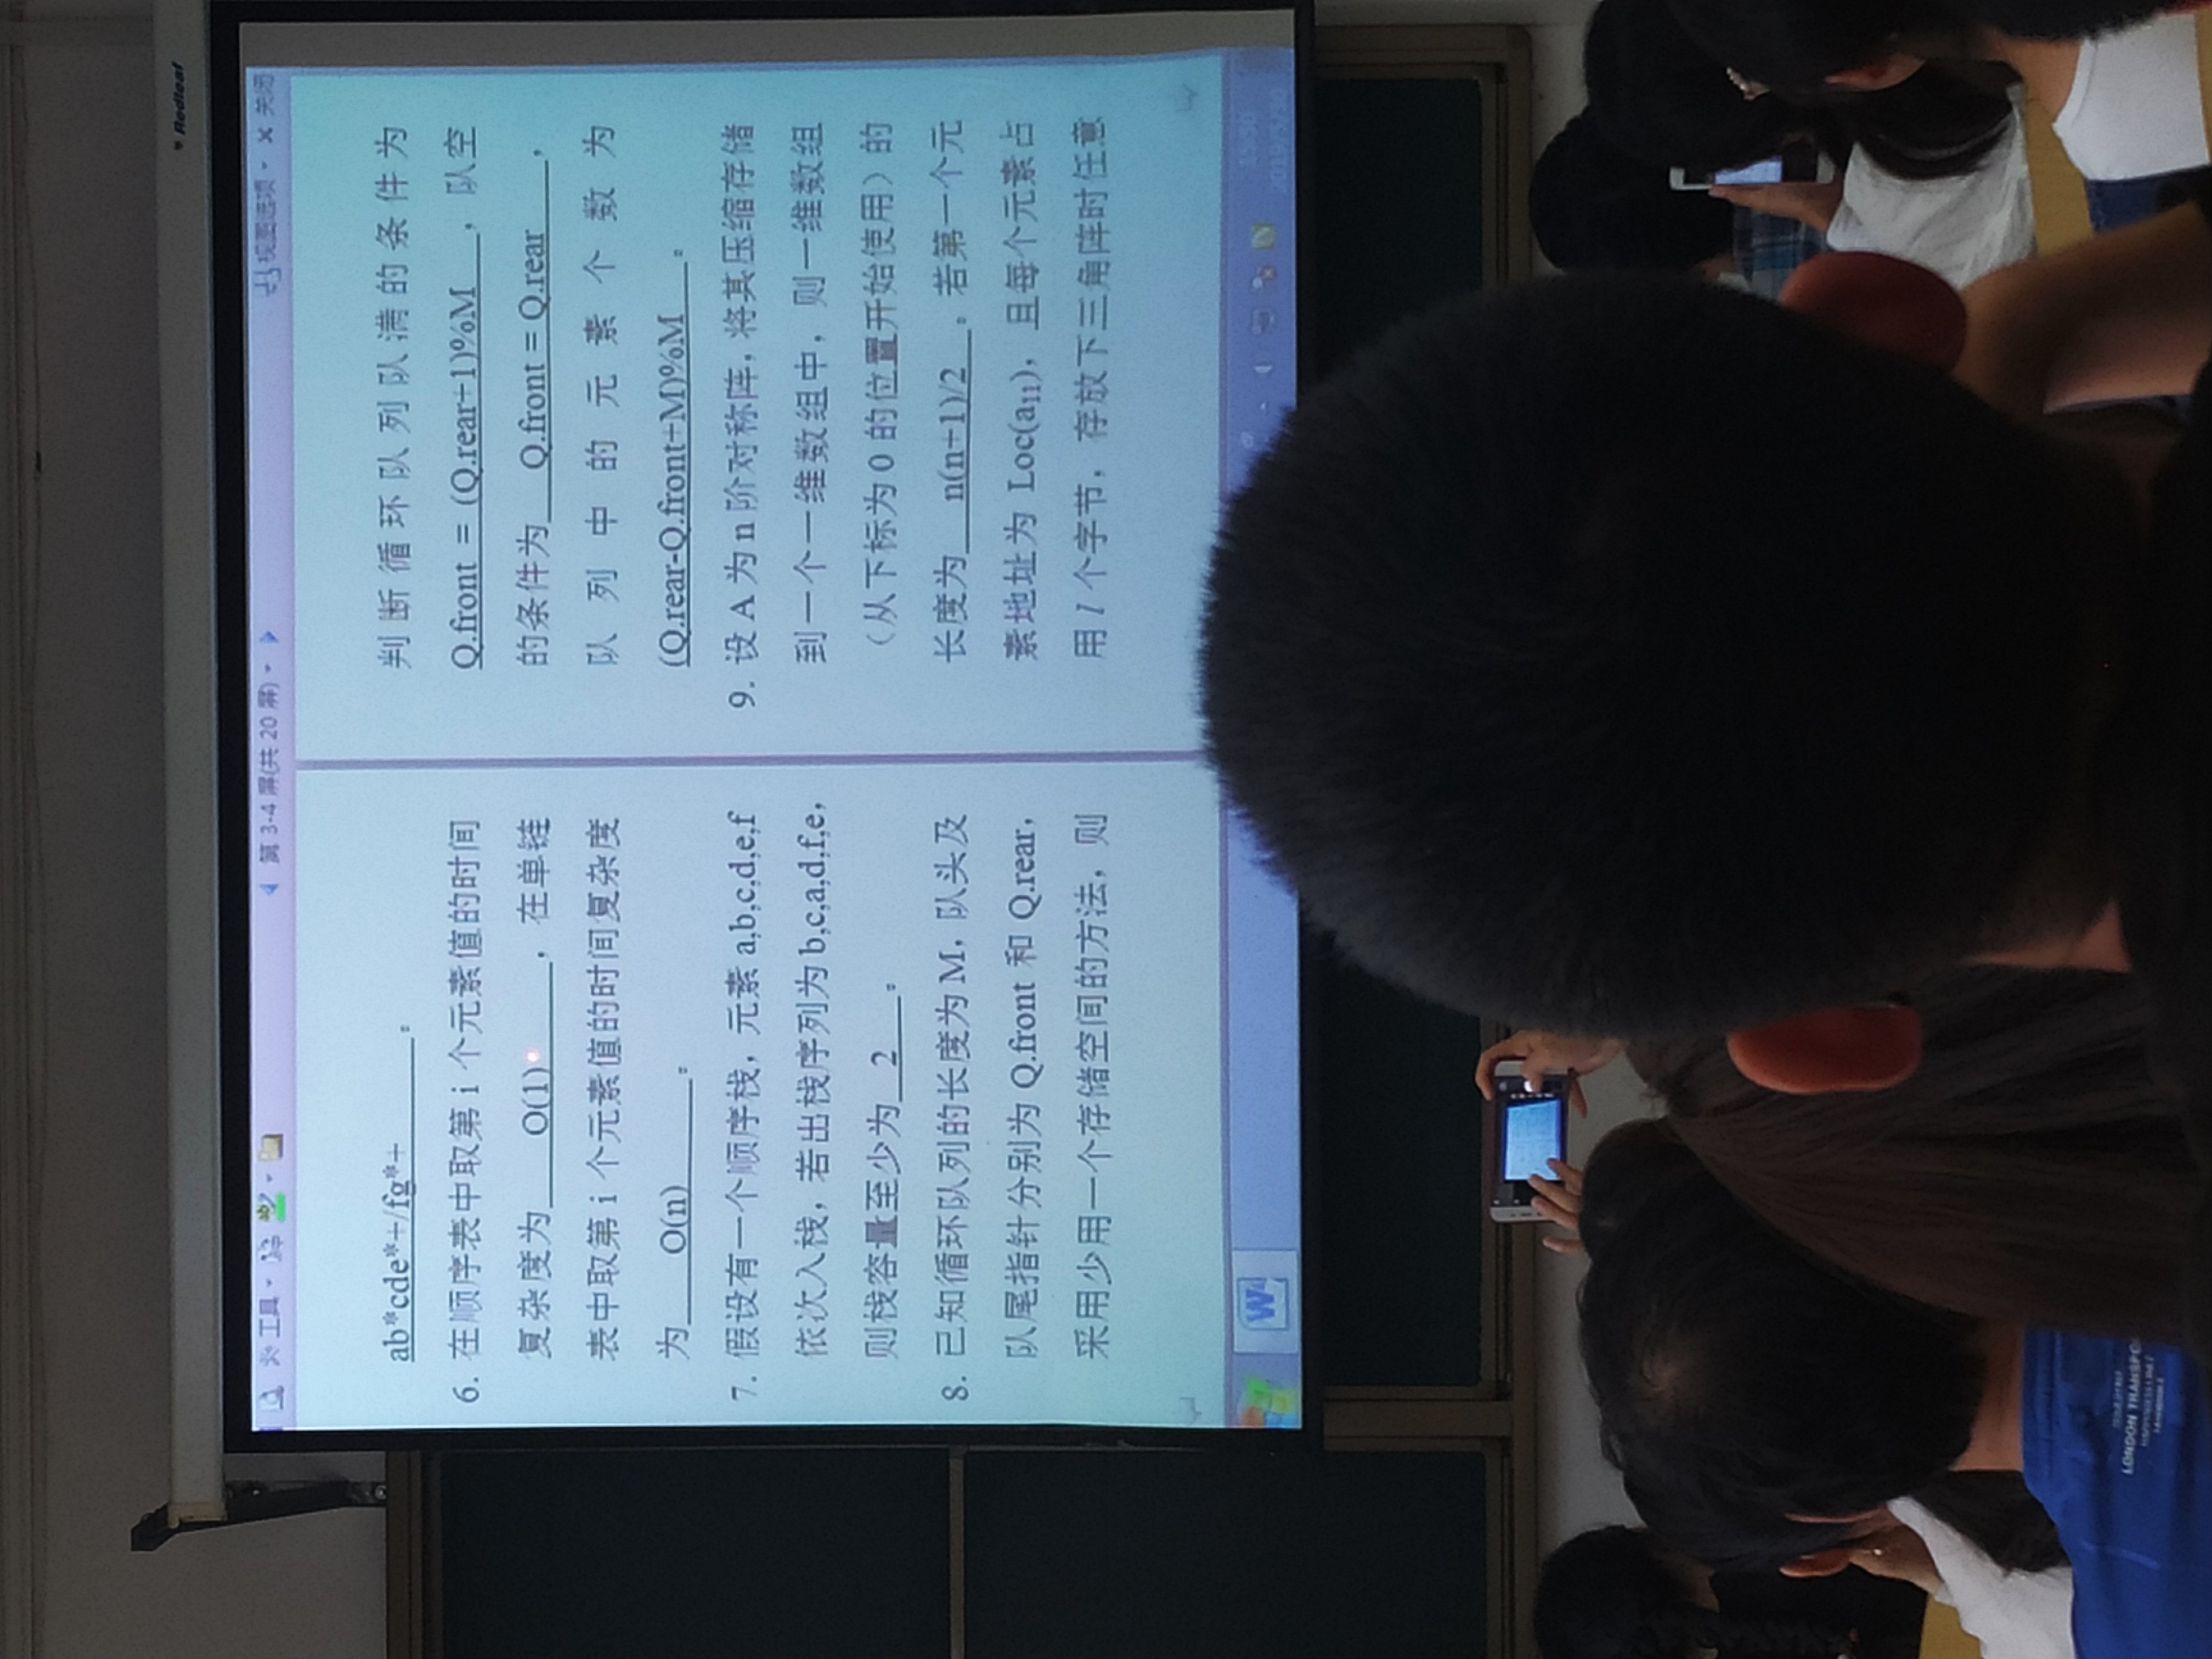 Redleaf
工具
第 3-4 屏(共 20 屏)
视图选项
关闭
ab*cde*+/fg*+。
6. 在顺序表中取第 i 个元素值的时间
复杂度为 O(1) ，在单链
表中取第 i 个元素值的时间复杂度
为 O(n) 。
7. 假设有一个顺序栈，元素 a,b,c,d,e,f
依次入栈，若出栈序列为 b,c,a,d,f,e，
则栈容量至少为 2 。
8. 已知循环队列的长度为 M，队头及
队尾指针分别为 Q.front 和 Q.rear，
采用少用一个存储空间的方法，则
判断循环队列队满的条件为
Q.front = (Q.rear+1)%M ，队空
的条件为 Q.front = Q.rear ，
队列中的元素个数为
(Q.rear-Q.front+M)%M 。
9. 设 A 为 n 阶对称阵，将其压缩存储
到一个一维数组中，则一维数组
（从下标为 0 的位置开始使用）的
长度为 n(n+1)/2 。若第一个元
素地址为 Loc(a₁₁)，且每个元素占
用 l 个字节，存放下三角阵时任意
W
15:50
2019/5/30
LONDON TRANSPO